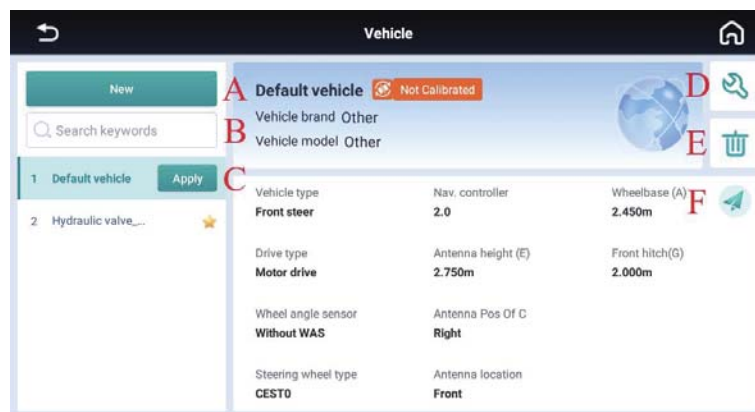 Vehicle
New
A
Search keywords
B
1 Default vehicle Apply
C
2 Hydraulic valve_...
Default vehicle Not Calibrated
Vehicle brand Other
Vehicle model Other
D
E
F
Vehicle type Nav. controller Wheelbase (A)
Front steer 2.0 2.450m
Drive type Antenna height (E) Front hitch(G)
Motor drive 2.750m 2.000m
Wheel angle sensor Antenna Pos Of C
Without WAS Right
Steering wheel type Antenna location
CEST0 Front